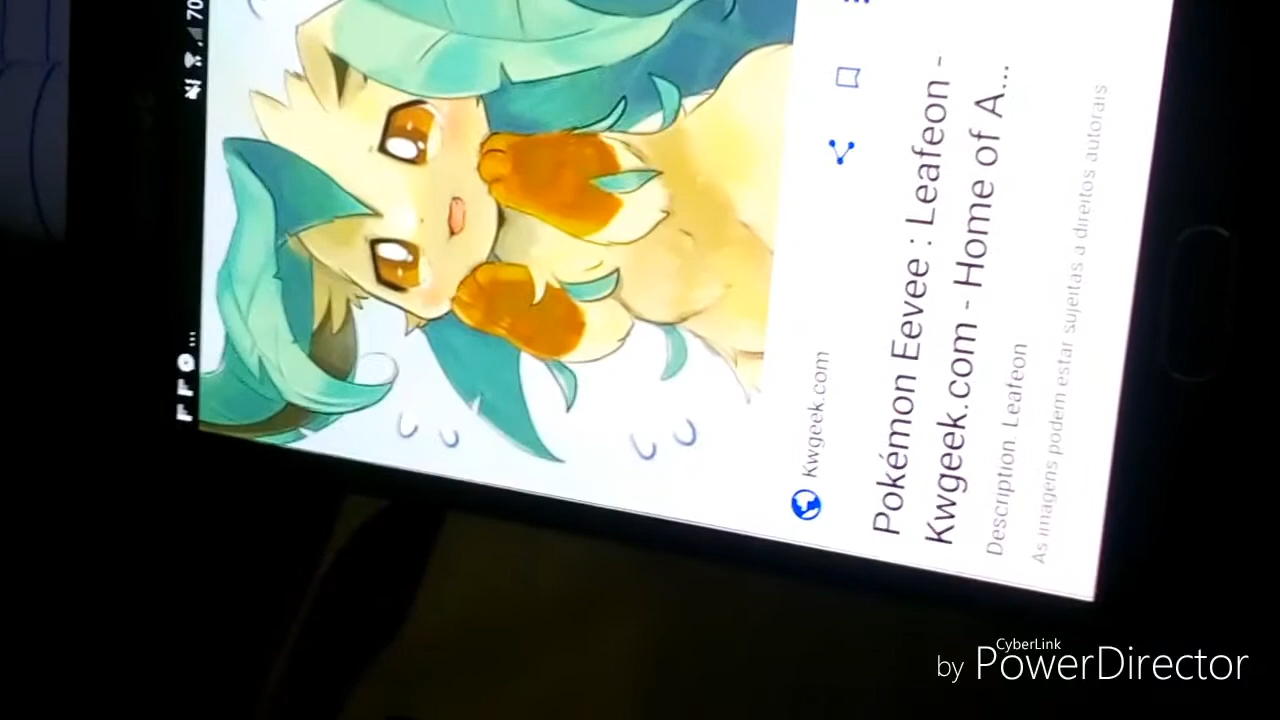 70
Kwgeek.com
Pokémon Eevee : Leafeon -
Kwgeek.com - Home of A...
Description. Leafeon
As imagens podem estar sujeitas a direitos autorais
CyberLink
by PowerDirector